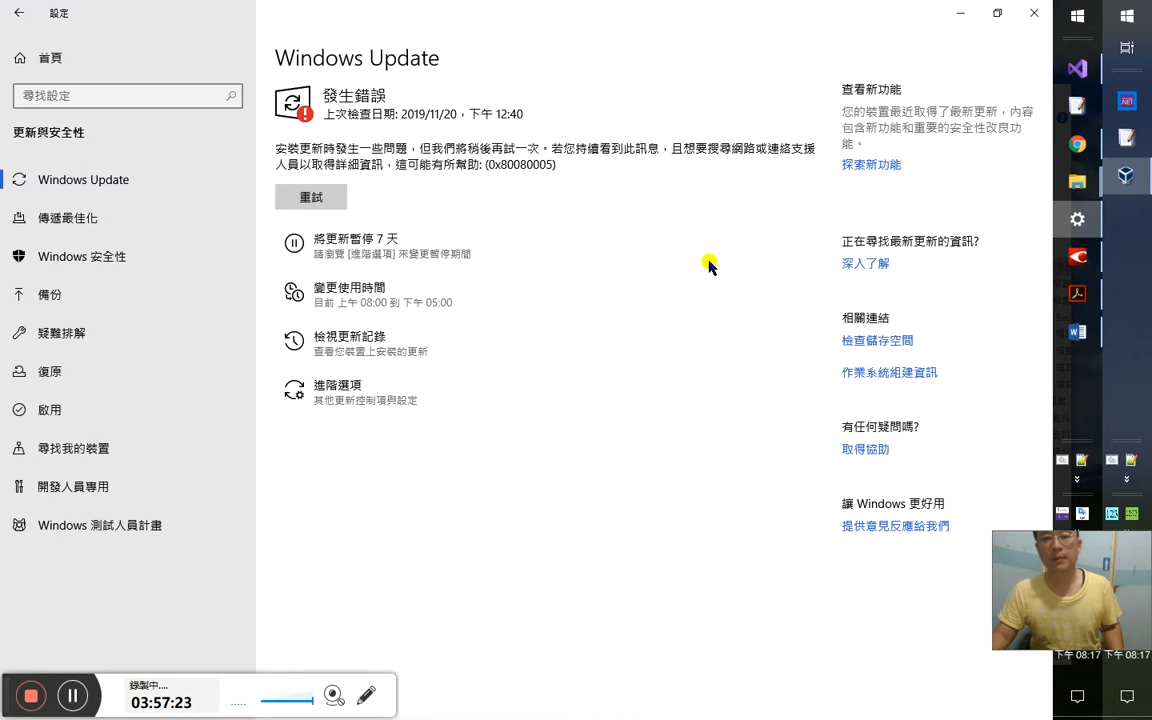 設定
首頁
尋找設定
更新與安全性
Windows Update
傳遞最佳化
Windows 安全性
備份
疑難排解
復原
啟用
尋找我的裝置
開發人員專用
Windows 測試人員計畫
Windows Update
發生錯誤
上次檢查日期: 2019/11/20，下午 12:40
安裝更新時發生一些問題，但我們將稍後再試一次。若您持續看到此訊息，且想要搜尋網路或連絡支援
人員以取得詳細資訊，這可能有所幫助: (0x80080005)
重試
將更新暫停 7 天
請瀏覽 [進階選項] 來變更暫停期間
變更使用時間
目前 上午 08:00 到 下午 05:00
檢視更新記錄
查看您裝置上安裝的更新
進階選項
其他更新控制項與設定
查看新功能
您的裝置最近取得了最新更新，內容
包含新功能和重要的安全性改良功
能。
探索新功能
正在尋找最新更新的資訊?
深入了解
相關連結
檢查儲存空間
作業系統組建資訊
有任何疑問嗎?
取得協助
讓 Windows 更好用
提供意見反應給我們
錄製中....
03:57:23
.NET
123
下午 08:17
下午 08:17